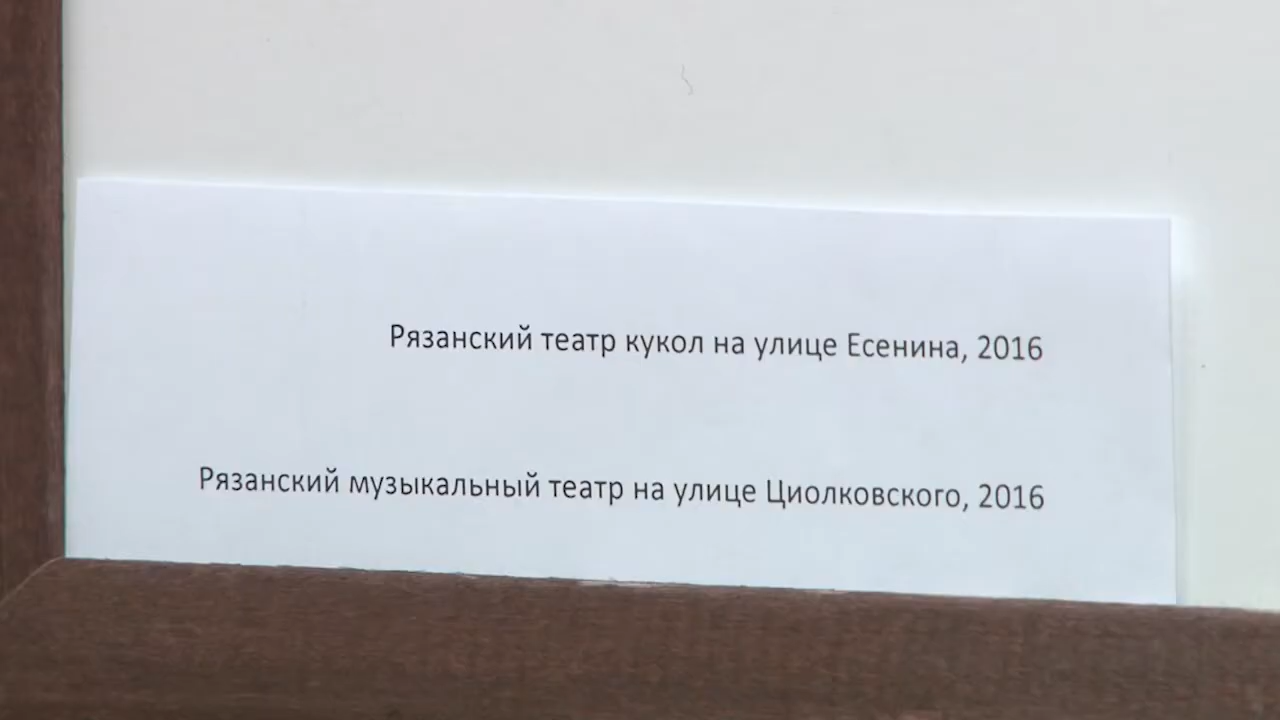 Рязанский театр кукол на улице Есенина, 2016
Рязанский музыкальный театр на улице Циолковского, 2016